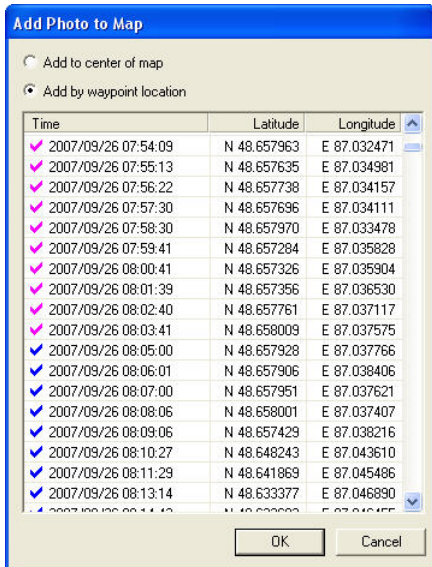 Add Photo to Map
Add to center of map
Add by waypoint location
Time Latitude Longitude
2007/09/26 07:54:09 N 48.657963 E 87.032471
2007/09/26 07:55:13 N 48.657635 E 87.034981
2007/09/26 07:56:22 N 48.657738 E 87.034157
2007/09/26 07:57:30 N 48.657696 E 87.034111
2007/09/26 07:58:30 N 48.657970 E 87.033478
2007/09/26 07:59:41 N 48.657284 E 87.035828
2007/09/26 08:00:41 N 48.657326 E 87.035904
2007/09/26 08:01:39 N 48.657356 E 87.036530
2007/09/26 08:02:40 N 48.657761 E 87.037117
2007/09/26 08:03:41 N 48.658009 E 87.037575
2007/09/26 08:05:00 N 48.657928 E 87.037766
2007/09/26 08:06:01 N 48.657906 E 87.038406
2007/09/26 08:07:00 N 48.657951 E 87.037621
2007/09/26 08:08:06 N 48.658001 E 87.037407
2007/09/26 08:09:06 N 48.657429 E 87.038216
2007/09/26 08:10:27 N 48.648243 E 87.043610
2007/09/26 08:11:29 N 48.641869 E 87.045486
2007/09/26 08:13:14 N 48.633377 E 87.046890
OK Cancel